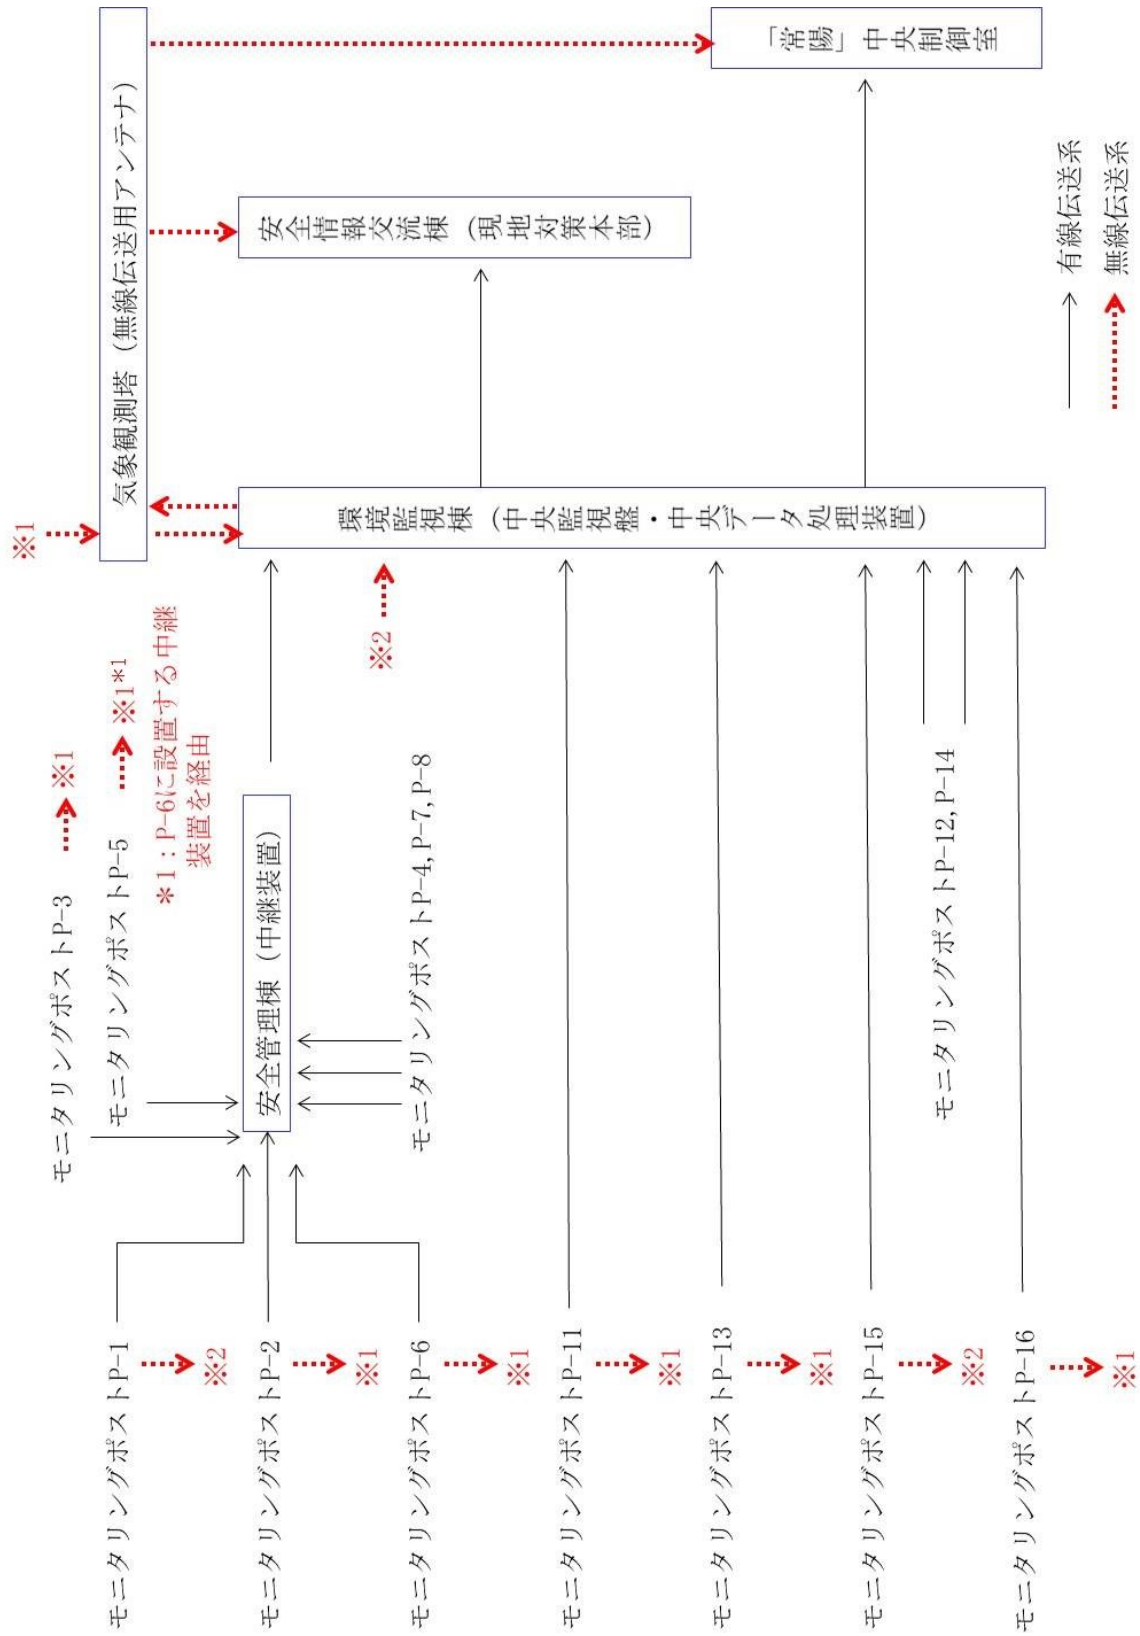 モニタリングポストP-1
※2
モニタリングポストP-2
※1
モニタリングポストP-6
※1
モニタリングポストP-11
※1
モニタリングポストP-13
※1
モニタリングポストP-15
※2
モニタリングポストP-16
※1
モニタリングポストP-3
※1
モニタリングポストP-5
※1*1
*1：P-6に設置する中継
装置を経由
安全管理棟（中継装置）
モニタリングポストP-4,P-7,P-8
モニタリングポストP-12,P-14
※1
※2
気象観測塔（無線伝送用アンテナ）
環境監視棟（中央監視盤・中央データ処理装置）
安全情報交流棟（現地対策本部）
「常陽」中央制御室
有線伝送系
無線伝送系